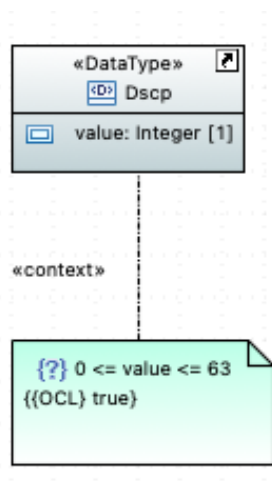 «DataType»
<D> Dscp
value: Integer [1]
«context»
{?} 0 <= value <= 63
{{OCL} true}